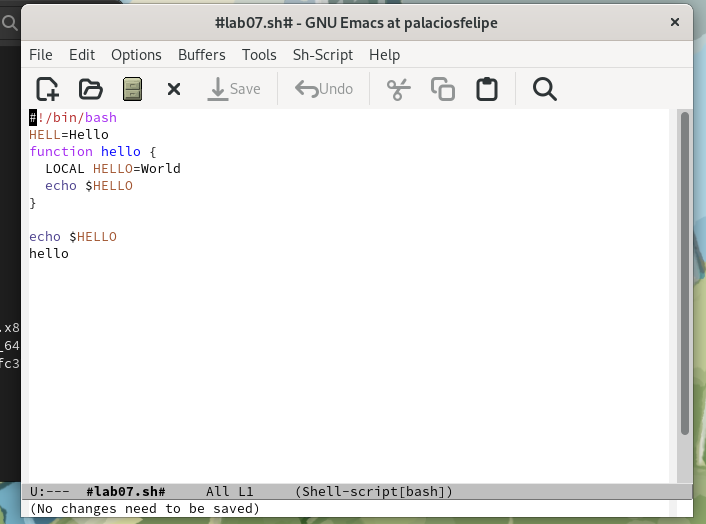 #lab07.sh# - GNU Emacs at palaciosfelipe
File Edit Options Buffers Tools Sh-Script Help
Save Undo
#!/bin/bash
HELL=Hello
function hello {
  LOCAL HELLO=World
  echo $HELLO
}
echo $HELLO
hello
.x8
_64
fc3
U:--- #lab07.sh# All L1 (Shell-script[bash])
(No changes need to be saved)